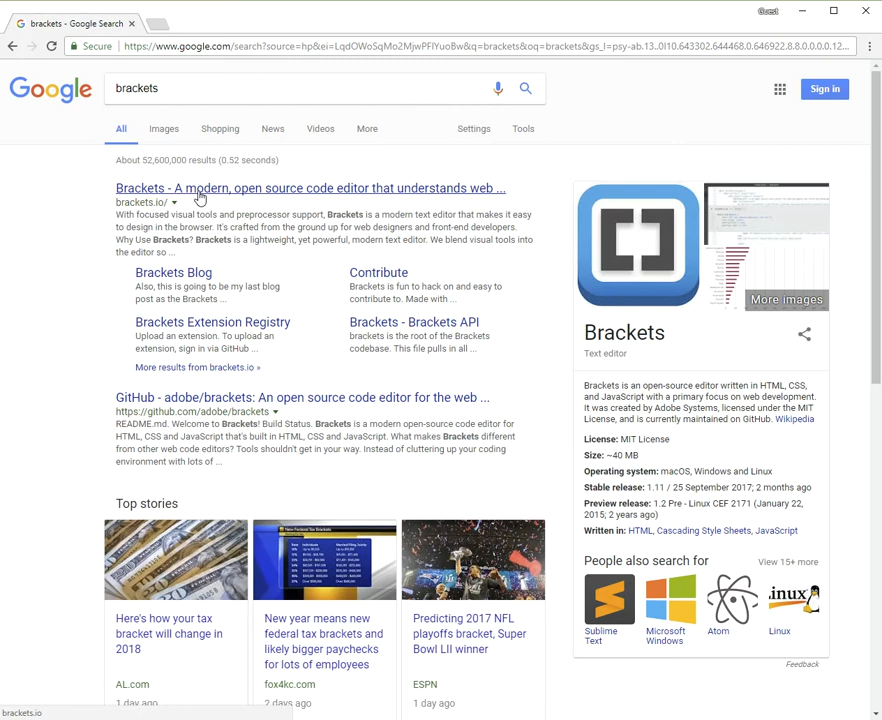 Guest
brackets - Google Search
Secure https://www.google.com/search?source=hp&ei=LqdOWoSqMo2MjwPFIYuoBw&q=brackets&oq=brackets&gs_l=psy-ab.13..0l10.643302.644468.0.646922.8.8.0.0.0.0.12...
Google
brackets
Sign in
All Images Shopping News Videos More Settings Tools
About 52,600,000 results (0.52 seconds)
Brackets - A modern, open source code editor that understands web ...
brackets.io/
With focused visual tools and preprocessor support, Brackets is a modern text editor that makes it easy
to design in the browser. It's crafted from the ground up for web designers and front-end developers.
Why Use Brackets? Brackets is a lightweight, yet powerful, modern text editor. We blend visual tools into
the editor so ...
Brackets Blog
Also, this is going to be my last blog
post as the Brackets ...
Contribute
Brackets is fun to hack on and easy to
contribute to. Made with ...
Brackets Extension Registry
Upload an extension. To upload an
extension, sign in via GitHub ...
Brackets - Brackets API
brackets is the root of the Brackets
codebase. This file pulls in all ...
More results from brackets.io »
GitHub - adobe/brackets: An open source code editor for the web ...
https://github.com/adobe/brackets
README.md. Welcome to Brackets! Build Status. Brackets is a modern open-source code editor for
HTML, CSS and JavaScript that's built in HTML, CSS and JavaScript. What makes Brackets different
from other web code editors? Tools shouldn't get in your way. Instead of cluttering up your coding
environment with lots of ...
Top stories
Here's how your tax
bracket will change in
2018
AL.com
1 day ago
New Federal Tax Brackets
New year means new
federal tax brackets and
likely bigger paychecks
for lots of employees
fox4kc.com
2 days ago
Predicting 2017 NFL
playoffs bracket, Super
Bowl LII winner
ESPN
1 day ago
More images
Brackets
Text editor
Brackets is an open-source editor written in HTML, CSS,
and JavaScript with a primary focus on web development.
It was created by Adobe Systems, licensed under the MIT
License, and is currently maintained on GitHub. Wikipedia
License: MIT License
Size: ~40 MB
Operating system: macOS, Windows and Linux
Stable release: 1.11 / 25 September 2017; 2 months ago
Preview release: 1.2 Pre - Linux CEF 2171 (January 22,
2015; 2 years ago)
Written in: HTML, Cascading Style Sheets, JavaScript
People also search for
View 15+ more
Sublime
Text
Microsoft
Windows
Atom
Linux
Linux
Feedback
brackets.io